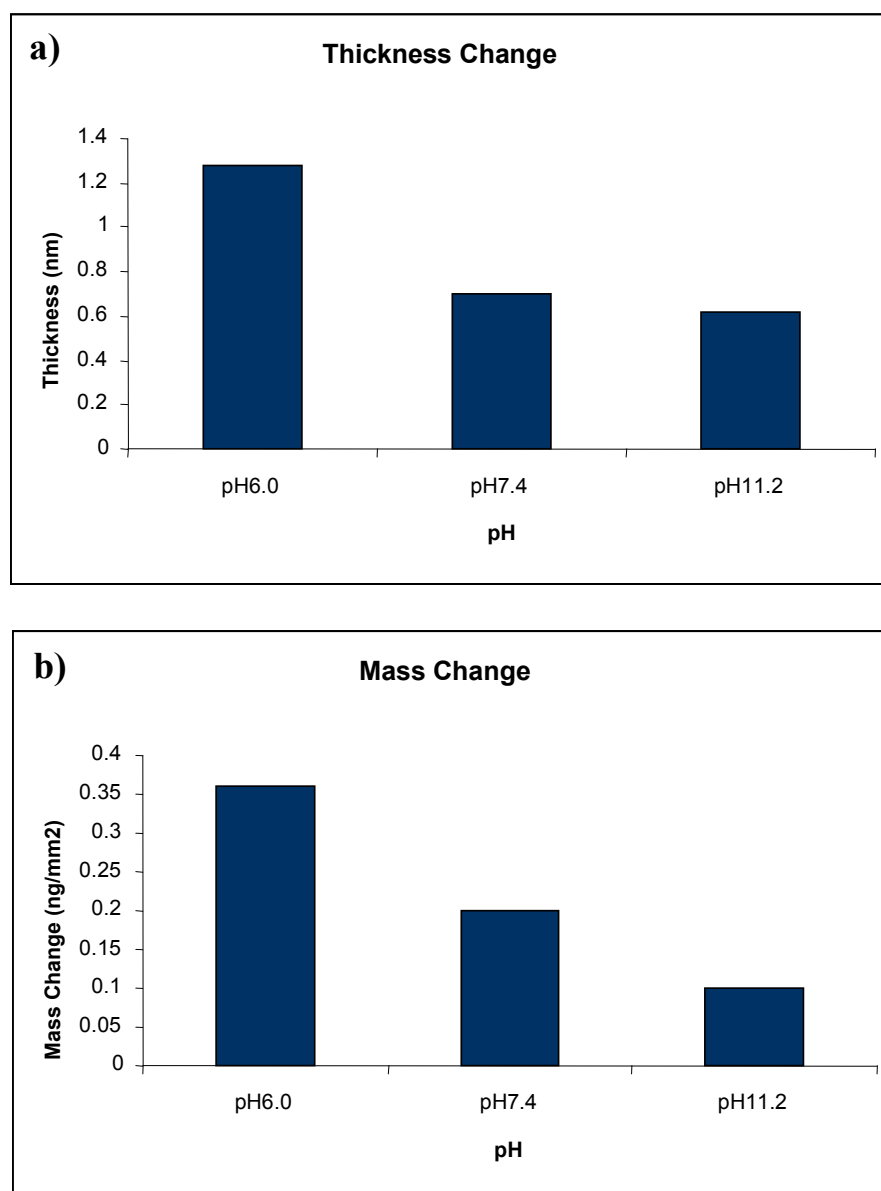 a)
Thickness Change
1.4
1.2
1
0.8
0.6
0.4
0.2
0
Thickness (nm)
pH6.0 pH7.4 pH11.2
pH
b)
Mass Change
0.4
0.35
0.3
0.25
0.2
0.15
0.1
0.05
0
Mass Change (ng/mm2)
pH6.0 pH7.4 pH11.2
pH